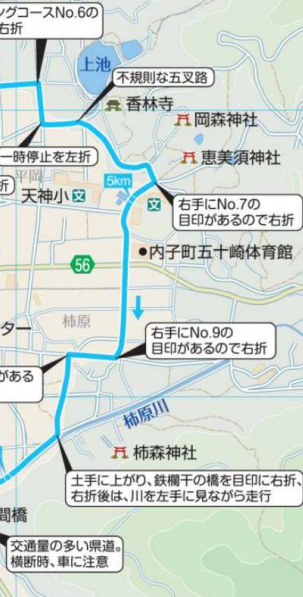 ングコースNo.6の
右折
上池
不規則な五叉路
香林寺
岡森神社
一時停止を左折
平岡
恵美須神社
折
5km
天神小 文
文
右手にNo.7の
目印があるので右折
内子町五十崎体育館
56
柿原
ター
右手にNo.9の
目印があるので右折
がある
柿原川
柿森神社
土手に上がり、鉄欄干の橋を目印に右折、
右折後は、川を左手に見ながら走行
間橋
交通量の多い県道。
横断時、車に注意